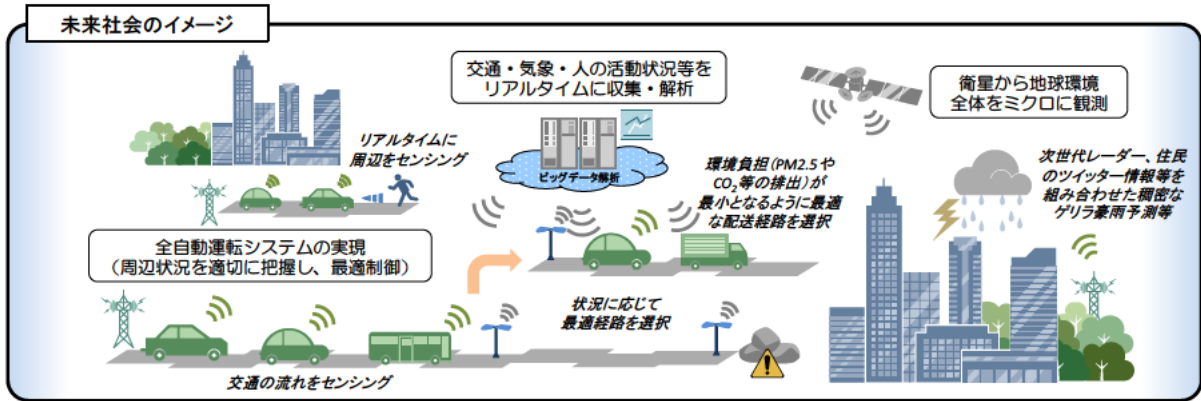 未来社会のイメージ
交通・気象・人の活動状況等を
リアルタイムに収集・解析
衛星から地球環境
全体をミクロに観測
リアルタイムに
周辺をセンシング
ビッグデータ解析
環境負担(PM2.5や
CO₂等の排出)が
最小となるように最適
な配送経路を選択
次世代レーダー、住民
のツイッター情報等を
組み合わせた稠密な
ゲリラ豪雨予測等
全自動運転システムの実現
(周辺状況を適切に把握し、最適制御)
状況に応じて
最適経路を選択
交通の流れをセンシング